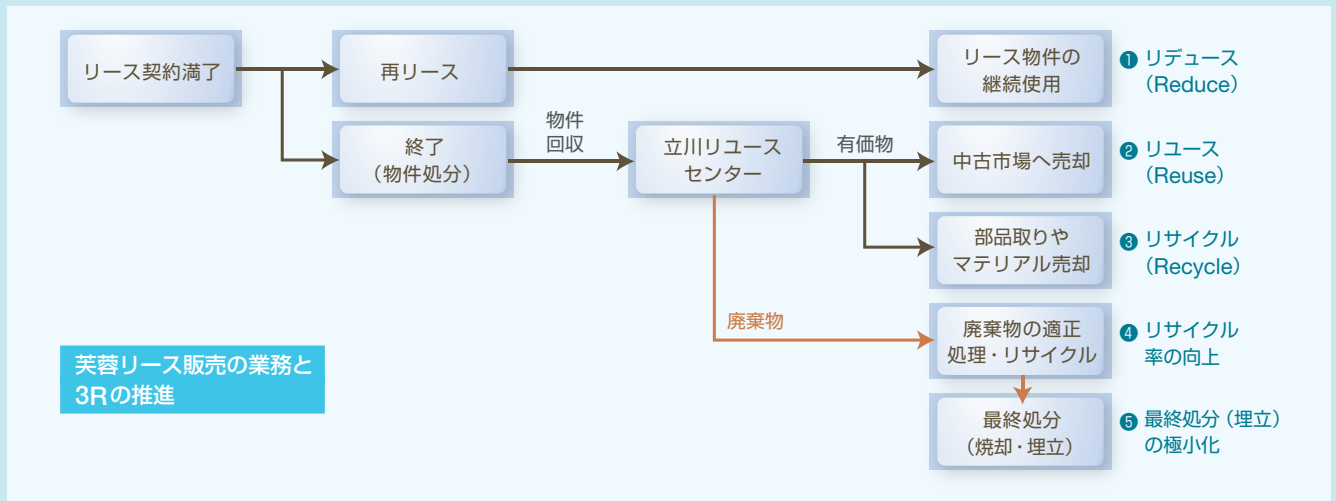 リース契約満了
再リース
リース物件の
継続使用
❶ リデュース
(Reduce)
終了
(物件処分)
物件
回収
立川リユース
センター
有価物
中古市場へ売却
❷ リユース
(Reuse)
部品取りや
マテリアル売却
❸ リサイクル
(Recycle)
廃棄物
廃棄物の適正
処理・リサイクル
❹ リサイクル
率の向上
最終処分
(焼却・埋立)
❺ 最終処分(埋立)
の極小化
芙蓉リース販売の業務と
3Rの推進